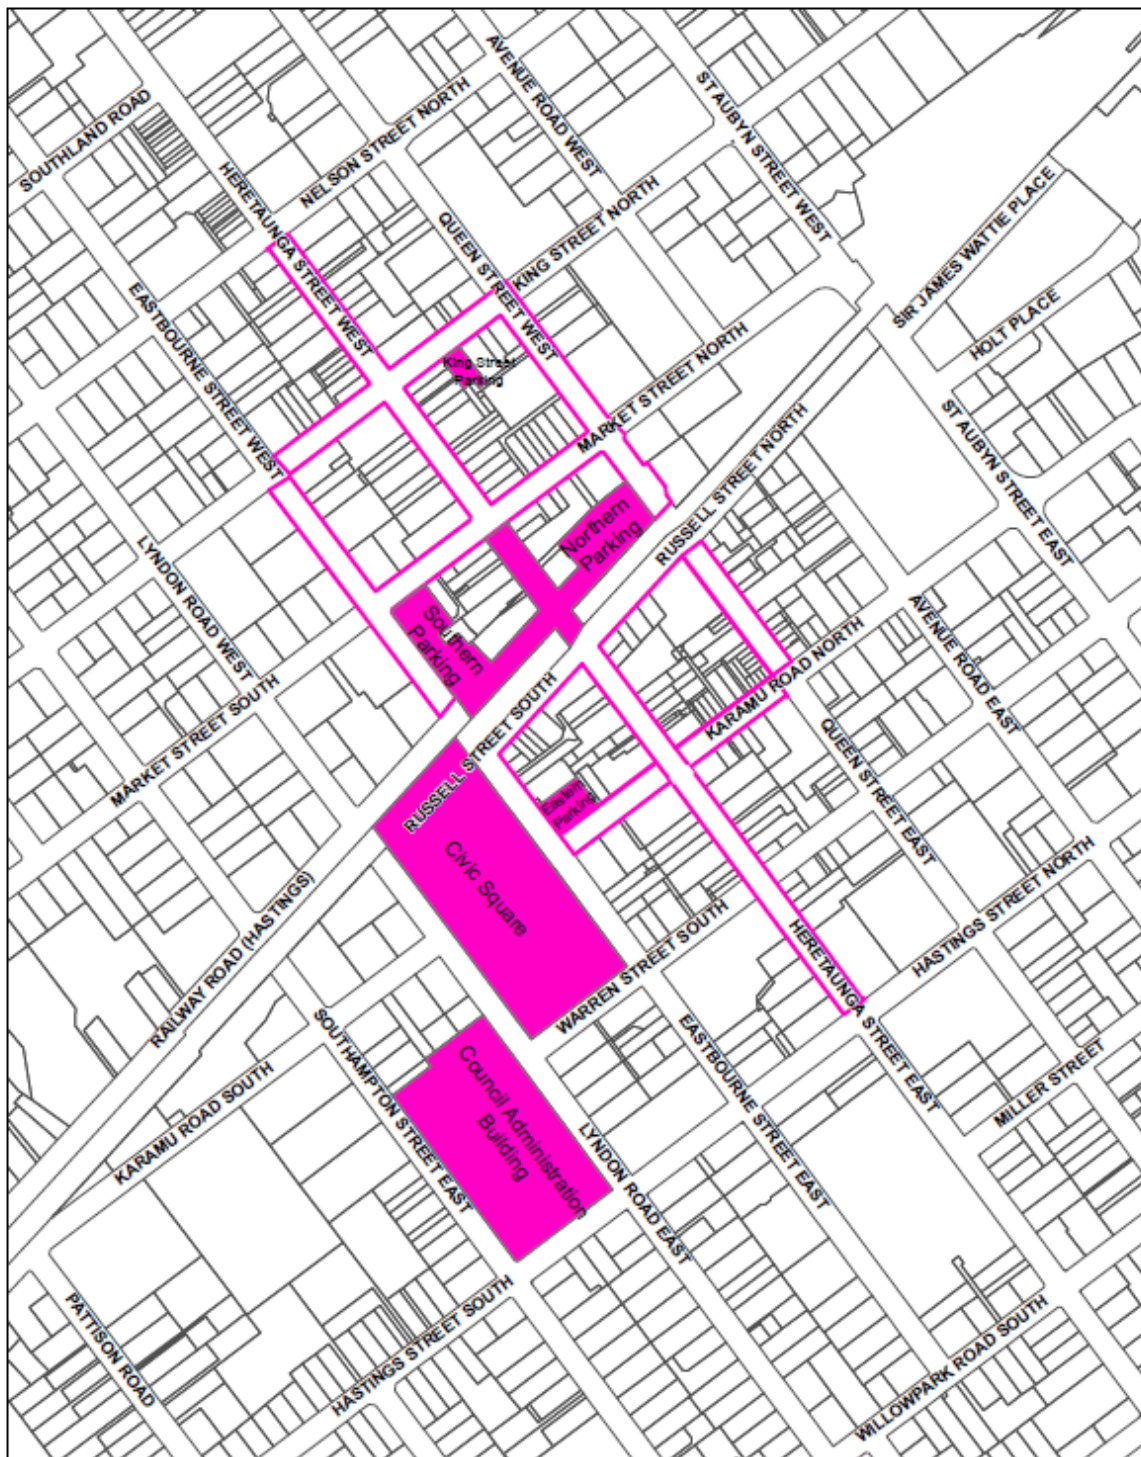 AVENUE ROAD WEST
ST AUBYN STREET WEST
SOUTHLAND ROAD
NELSON STREET NORTH
HERETAUNGA STREET WEST
KING STREET NORTH
QUEEN STREET WEST
SIR JAMES WATTIE PLACE
HOLT PLACE
EASTBOURNE STREET WEST
King Street
Parking
MARKET STREET NORTH
ST AUBYN STREET EAST
RUSSELL STREET NORTH
Northern
Parking
LYNDON ROAD WEST
Southern
Parking
AVENUE ROAD EAST
KARAMU ROAD NORTH
MARKET STREET SOUTH
RUSSELL STREET SOUTH
QUEEN STREET EAST
Eastern
Parking
Civic Square
HASTINGS STREET NORTH
RAILWAY ROAD (HASTINGS)
WARREN STREET SOUTH
HERETAUNGA STREET EAST
SOUTHAMPTON STREET EAST
EASTBOURNE STREET EAST
Council Administration
Building
MILLER STREET
KARAMU ROAD SOUTH
LYNDON ROAD EAST
PATTISON ROAD
HASTINGS STREET SOUTH
WILLOWPARK ROAD SOUTH